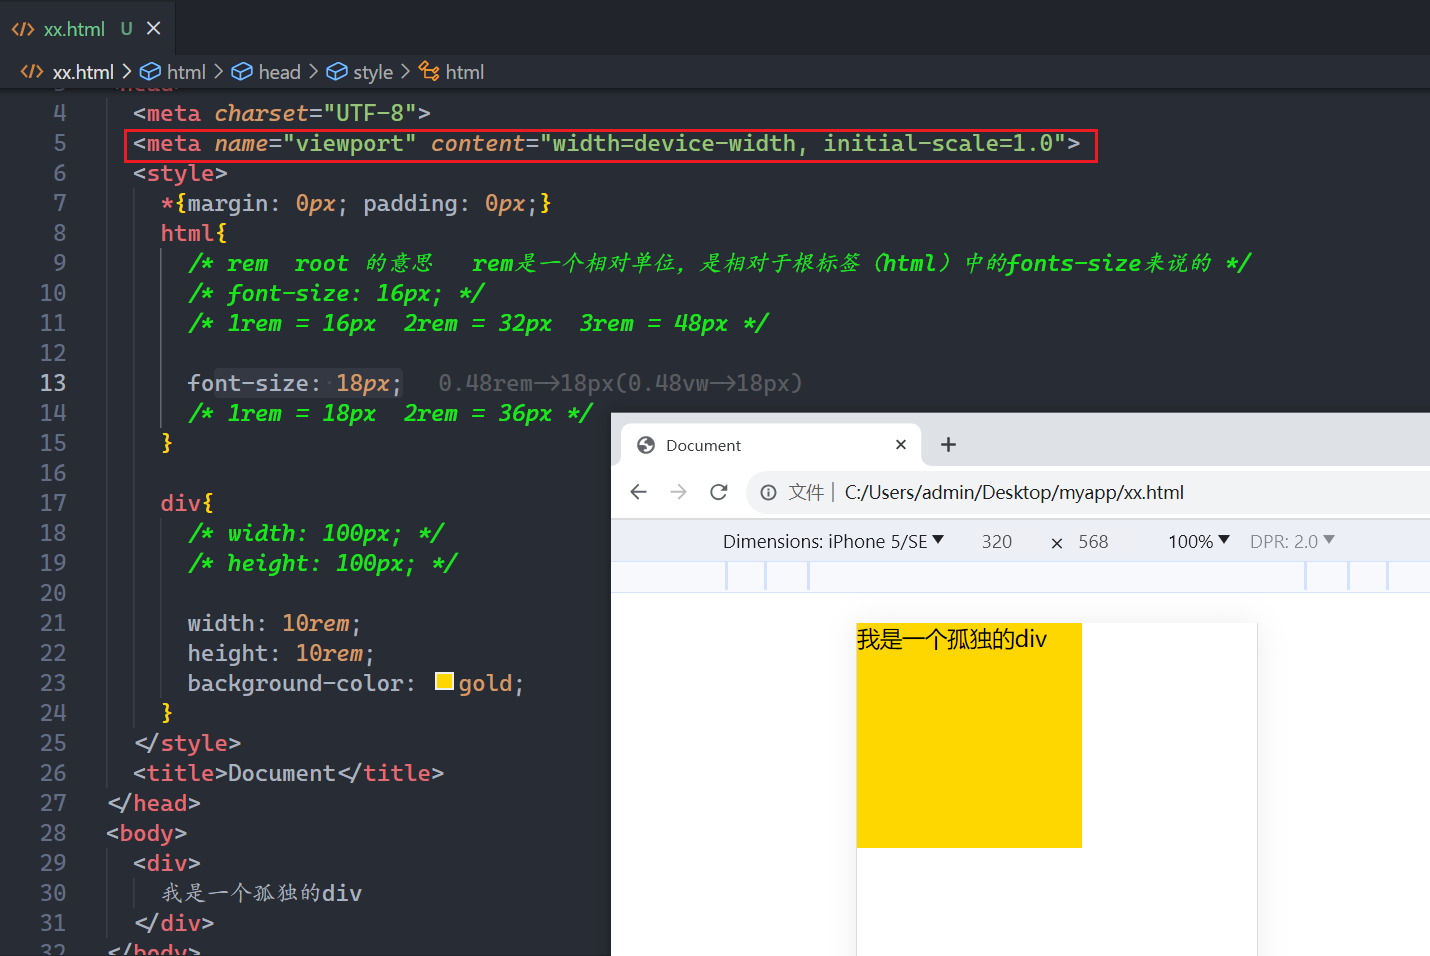 xx.html U
xx.html > html > head > style > html
4 <meta charset="UTF-8">
5 <meta name="viewport" content="width=device-width, initial-scale=1.0">
6 <style>
7 *{margin: 0px; padding: 0px;}
8 html{
9 /* rem root 的意思 rem是一个相对单位，是相对于根标签（html）中的fonts-size来说的 */
10 /* font-size: 16px; */
11 /* 1rem = 16px 2rem = 32px 3rem = 48px */
12
13 font-size: 18px; 0.48rem->18px(0.48vw->18px)
14 /* 1rem = 18px 2rem = 36px */
15 }
16
17 div{
18 /* width: 100px; */
19 /* height: 100px; */
20
21 width: 10rem;
22 height: 10rem;
23 background-color: gold;
24 }
25 </style>
26 <title>Document</title>
27 </head>
28 <body>
29 <div>
30 我是一个孤独的div
31 </div>
32 </body>
Document
文件 | C:/Users/admin/Desktop/myapp/xx.html
Dimensions: iPhone 5/SE 320 × 568 100% DPR: 2.0
我是一个孤独的div